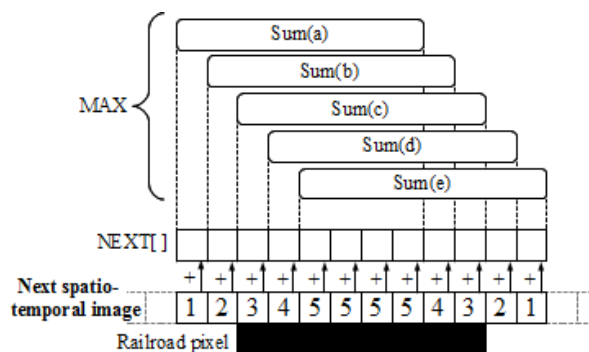 Sum(a)
Sum(b)
MAX
Sum(c)
Sum(d)
Sum(e)
NEXT[ ]
+ + + + + + + + + + + +
Next spatio-
temporal image
1 2 3 4 5 5 5 5 4 3 2 1
Railroad pixel